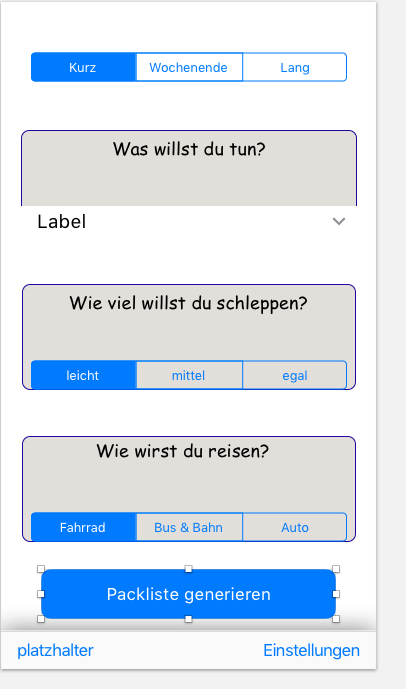 Kurz Wochenende Lang
Was willst du tun?
Label
Wie viel willst du schleppen?
leicht mittel egal
Wie wirst du reisen?
Fahrrad Bus & Bahn Auto
Packliste generieren
platzhalter Einstellungen